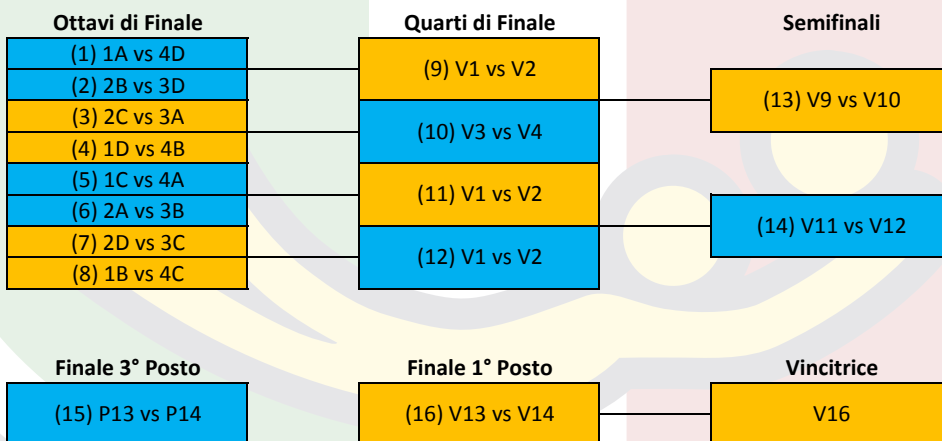 Ottavi di Finale
(1) 1A vs 4D
(2) 2B vs 3D
(3) 2C vs 3A
(4) 1D vs 4B
(5) 1C vs 4A
(6) 2A vs 3B
(7) 2D vs 3C
(8) 1B vs 4C
Quarti di Finale
(9) V1 vs V2
(10) V3 vs V4
(11) V1 vs V2
(12) V1 vs V2
Semifinali
(13) V9 vs V10
(14) V11 vs V12
Finale 3° Posto
(15) P13 vs P14
Finale 1° Posto
(16) V13 vs V14
Vincitrice
V16